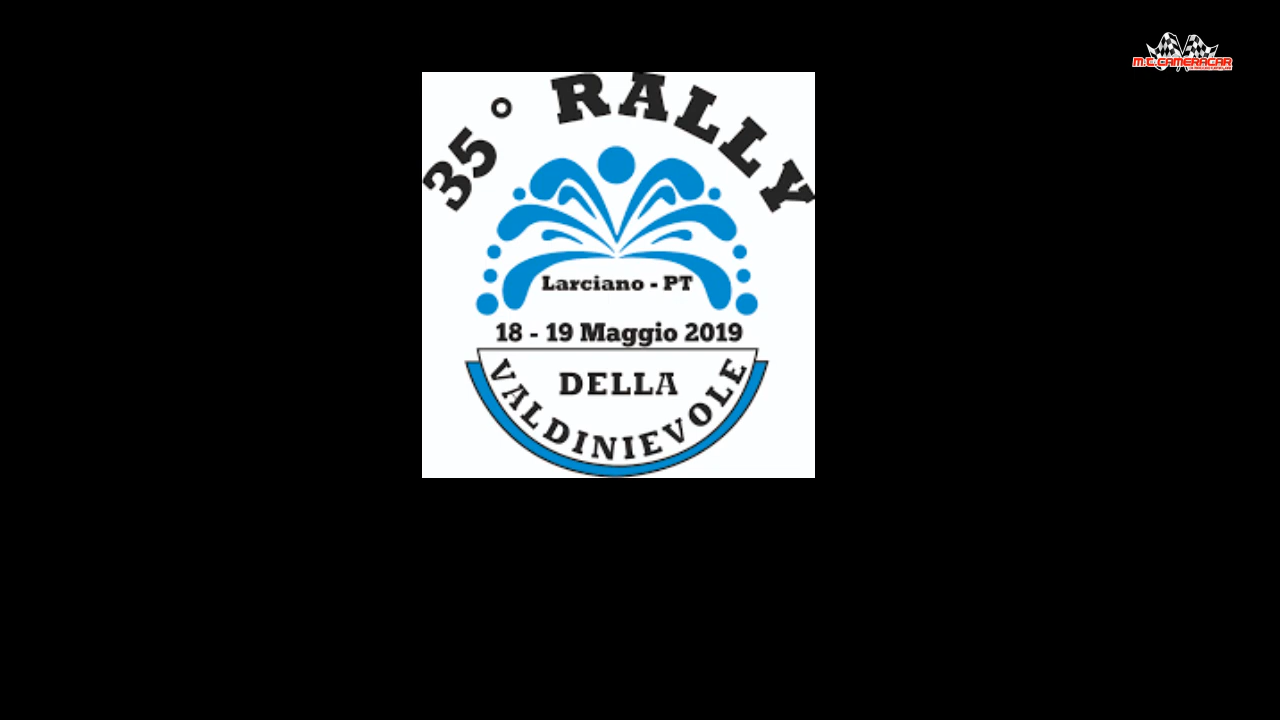 M.T.CAMERACAR
35° RALLY
Larciano - PT
18 - 19 Maggio 2019
DELLA
VALDINIEVOLE